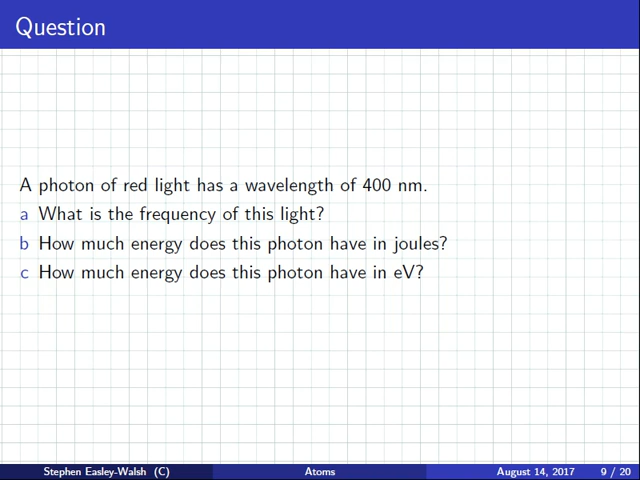 Question
A photon of red light has a wavelength of 400 nm.
a What is the frequency of this light?
b How much energy does this photon have in joules?
c How much energy does this photon have in eV?
Stephen Easley-Walsh (C) Atoms August 14, 2017 9 / 20